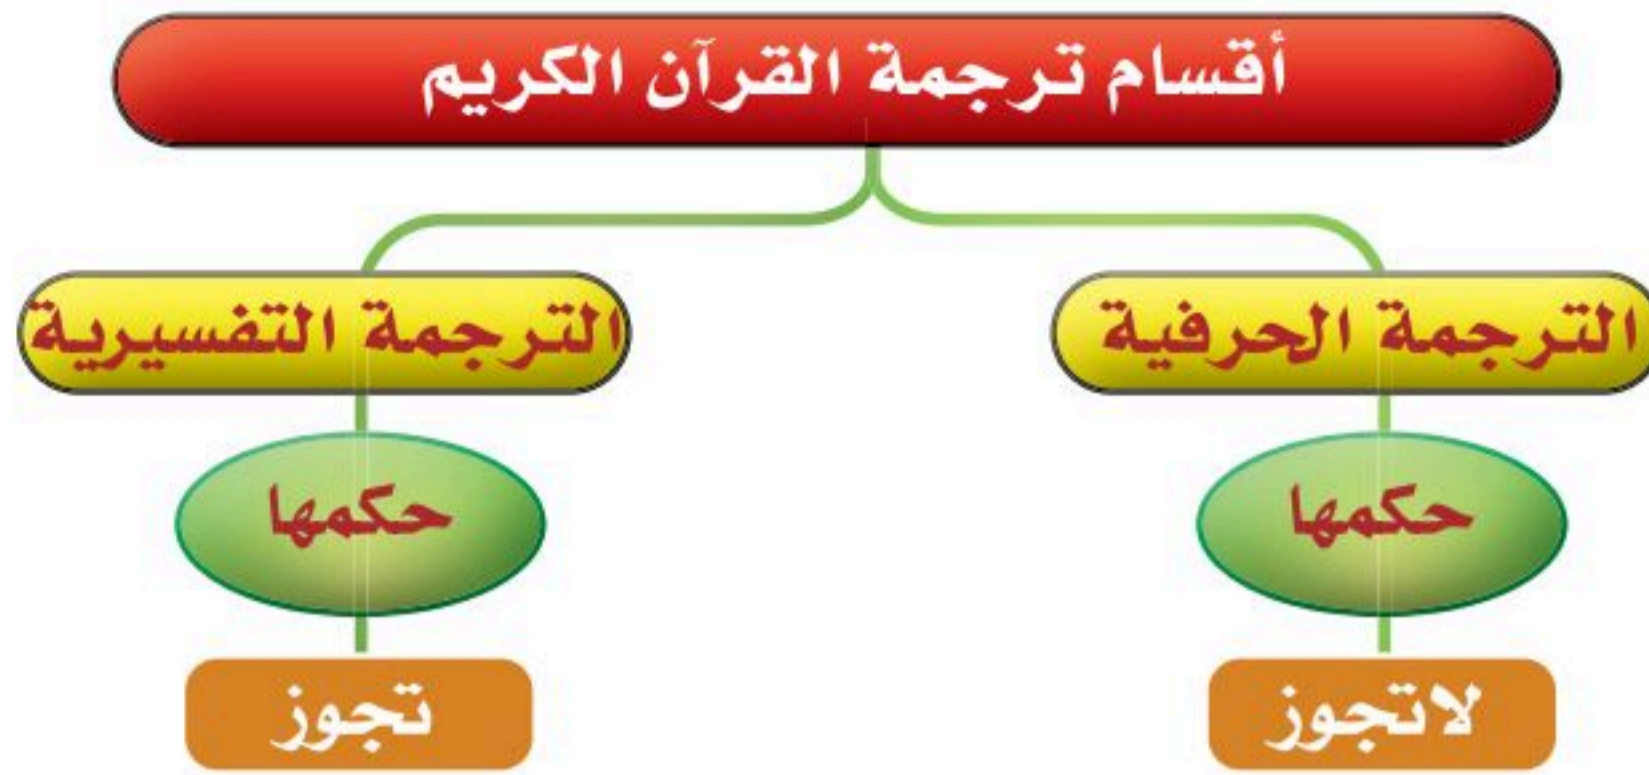 أقسام ترجمة القرآن الكريم
الترجمة الحرفية
الترجمة التفسيرية
حكمها
حكمها
لاتجوز
تجوز